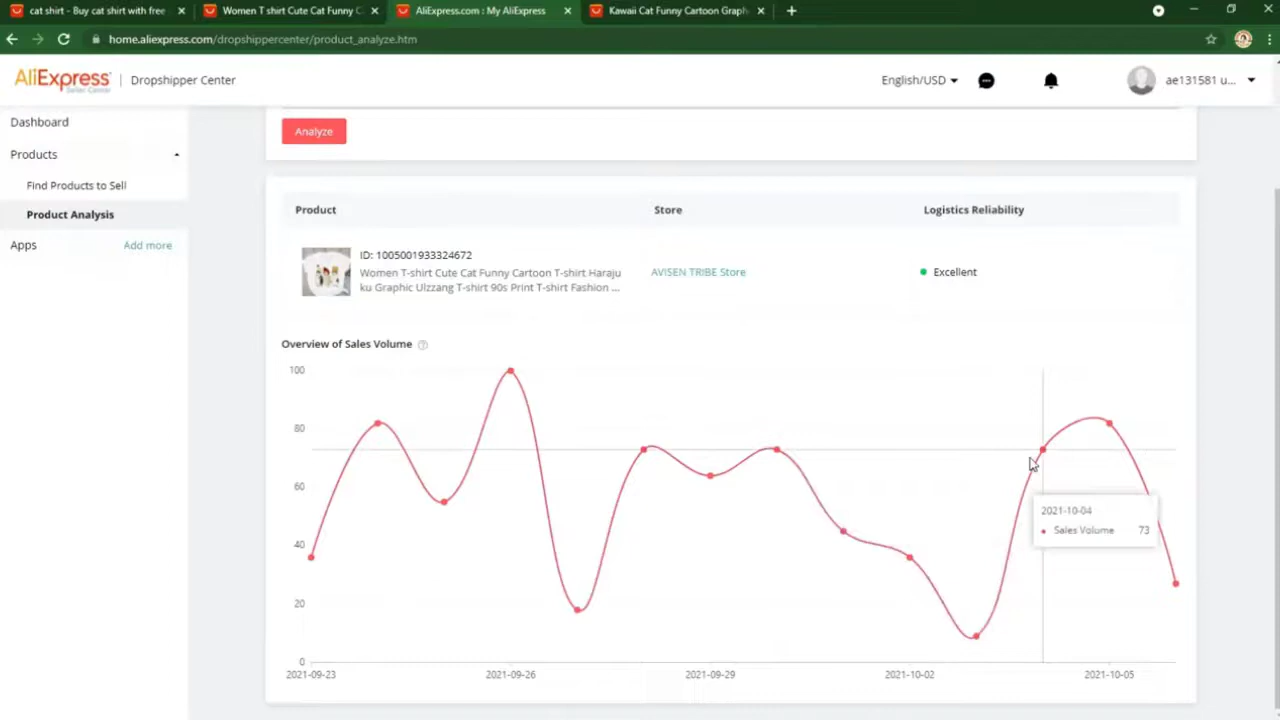 cat shirt - Buy cat shirt with free
Women T shirt Cute Cat Funny C
AliExpress.com : My AliExpress
Kawaii Cat Funny Cartoon Graph
home.aliexpress.com/dropshippercenter/product_analyze.htm
AliExpress Seller Center | Dropshipper Center
English/USD
ae131581 u...
Dashboard
Products
Find Products to Sell
Product Analysis
Apps
Add more
Analyze
Product
Store
Logistics Reliability
ID: 1005001933324672
Women T-shirt Cute Cat Funny Cartoon T-shirt Haraju
ku Graphic Ulzzang T-shirt 90s Print T-shirt Fashion ...
AVISEN TRIBE Store
Excellent
Overview of Sales Volume
100
80
60
40
20
0
2021-10-04
Sales Volume 73
2021-09-23
2021-09-26
2021-09-29
2021-10-02
2021-10-05